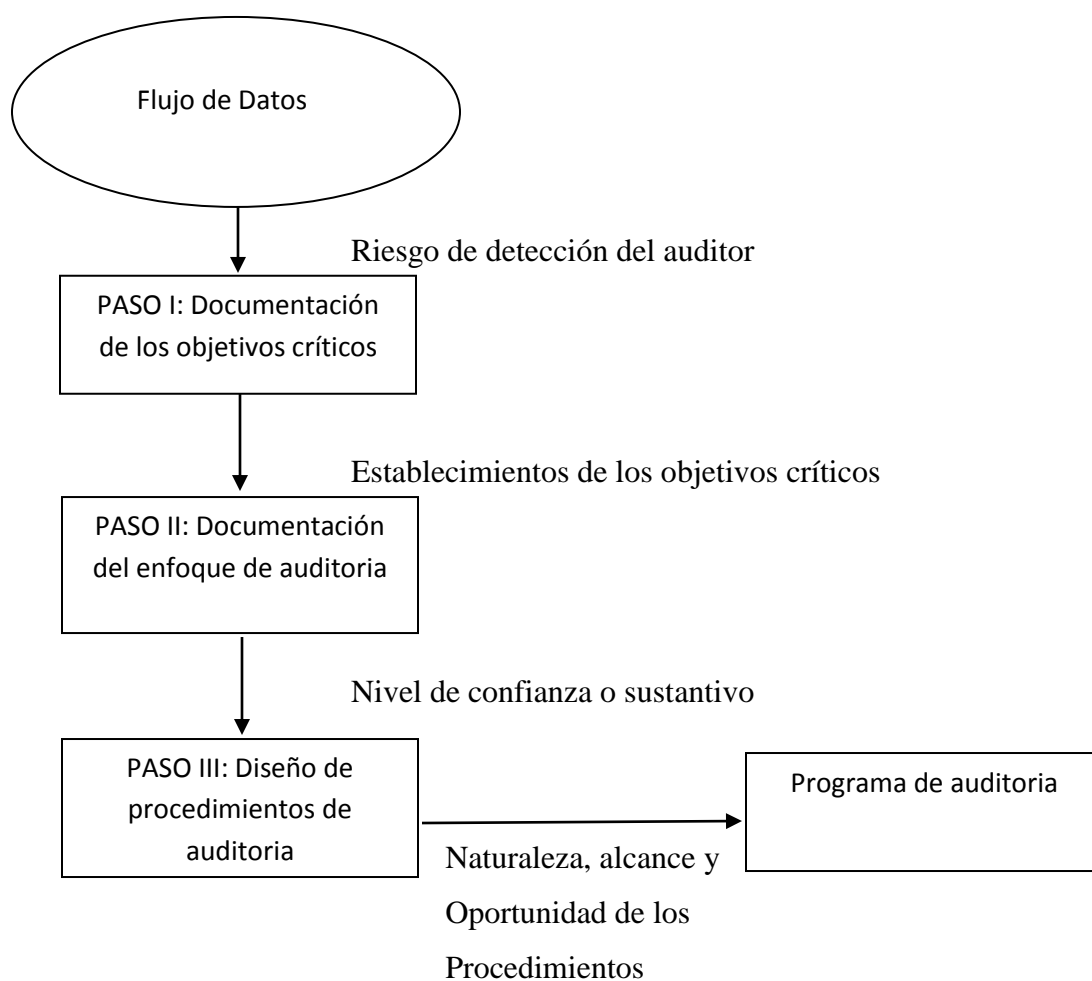 Flujo de Datos
Riesgo de detección del auditor
PASO I: Documentación
de los objetivos críticos
Establecimientos de los objetivos críticos
PASO II: Documentación
del enfoque de auditoria
Nivel de confianza o sustantivo
PASO III: Diseño de
procedimientos de
auditoria
Programa de auditoria
Naturaleza, alcance y
Oportunidad de los
Procedimientos